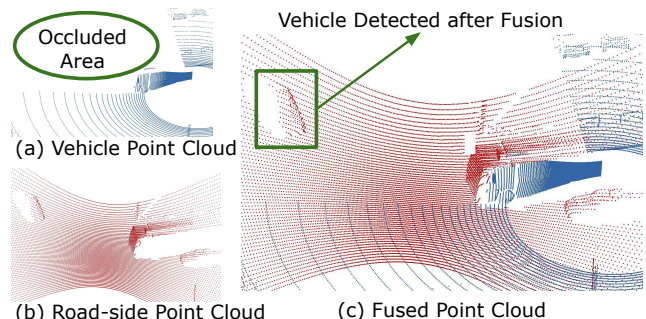 Occluded
Area
(a) Vehicle Point Cloud
(b) Road-side Point Cloud
Vehicle Detected after Fusion
(c) Fused Point Cloud